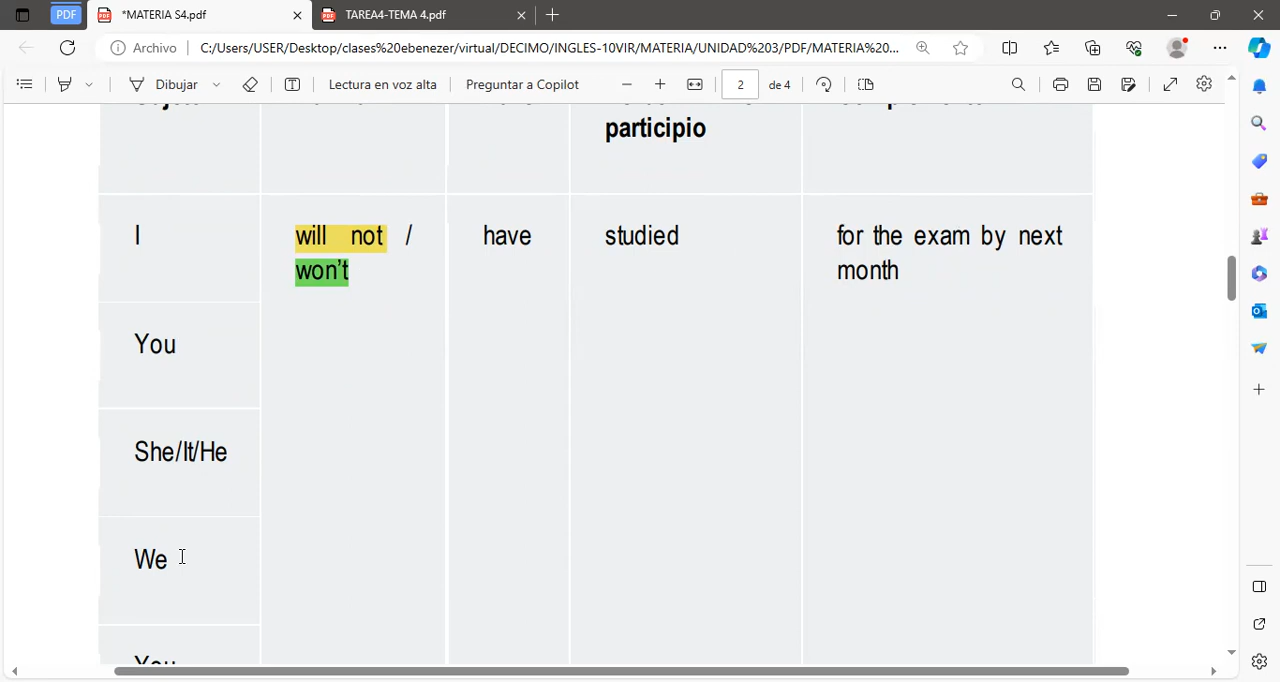 PDF
*MATERIA S4.pdf
TAREA4-TEMA 4.pdf
Archivo
C:/Users/USER/Desktop/clases%20ebenezer/virtual/DECIMO/INGLES-10VIR/MATERIA/UNIDAD%203/PDF/MATERIA%20...
Dibujar
Lectura en voz alta
Preguntar a Copilot
2
de 4
participio
I
will not /
have
studied
for the exam by next
won't
month
You
She/It/He
We
You